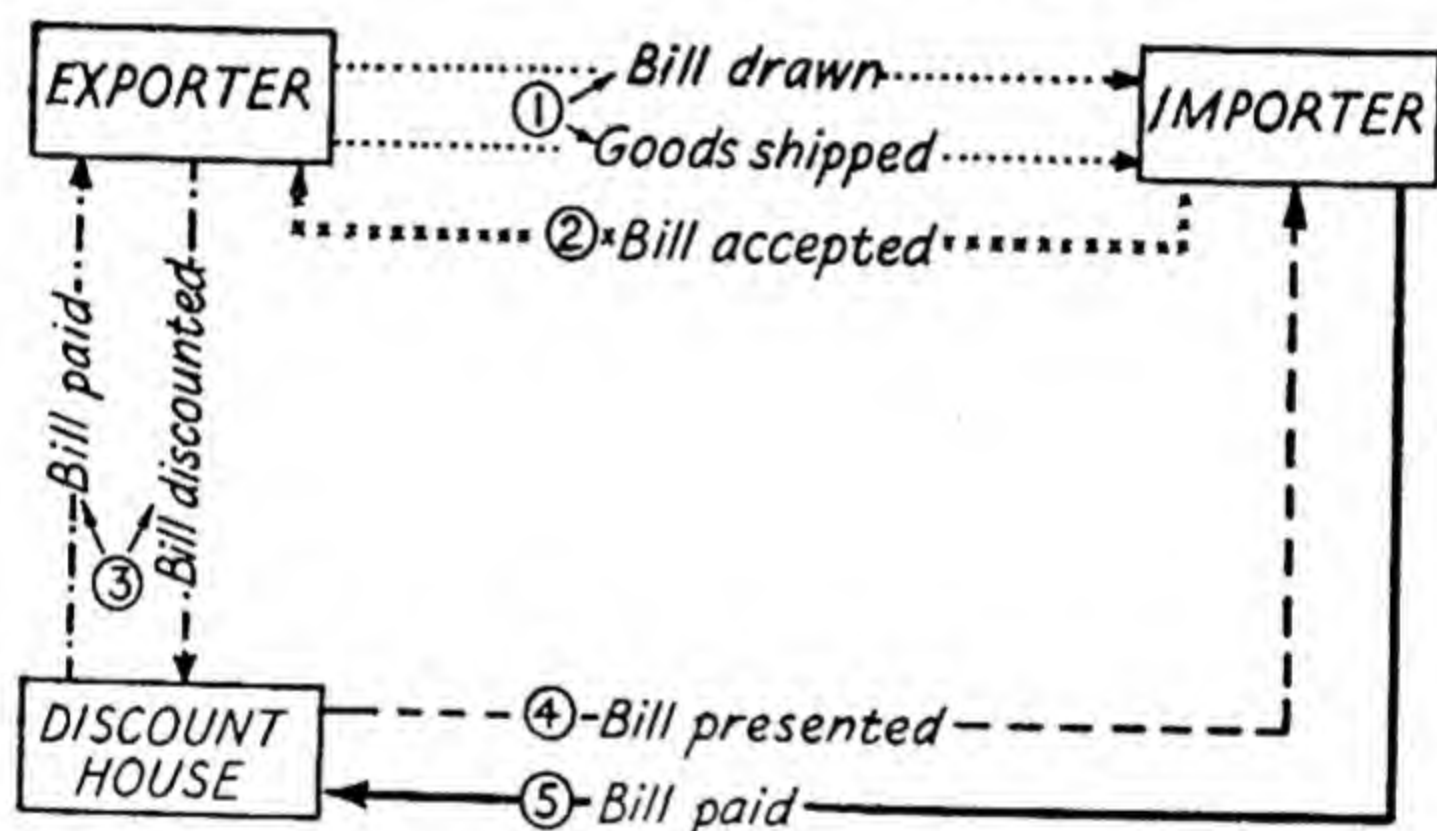 EXPORTER
① Bill drawn
Goods shipped
IMPORTER
② Bill accepted
Bill paid
③ Bill discounted
DISCOUNT
HOUSE
④ Bill presented
⑤ Bill paid